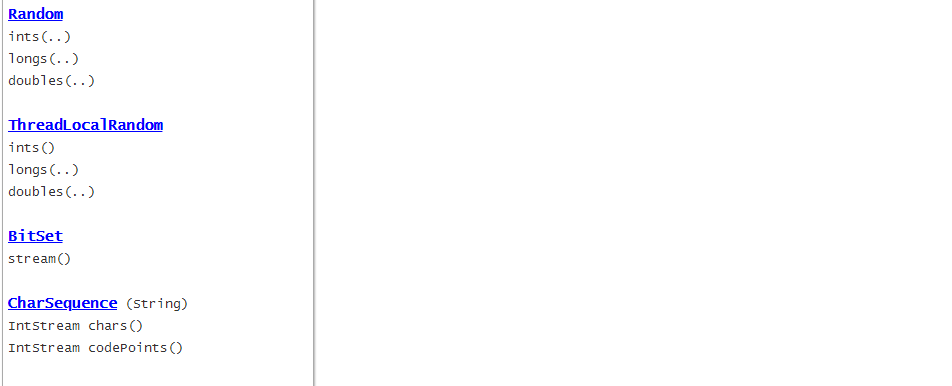 Random
ints(..)
longs(..)
doubles(..)
ThreadLocalRandom
ints()
longs(..)
doubles(..)
BitSet
stream()
CharSequence (String)
IntStream chars()
IntStream codePoints()